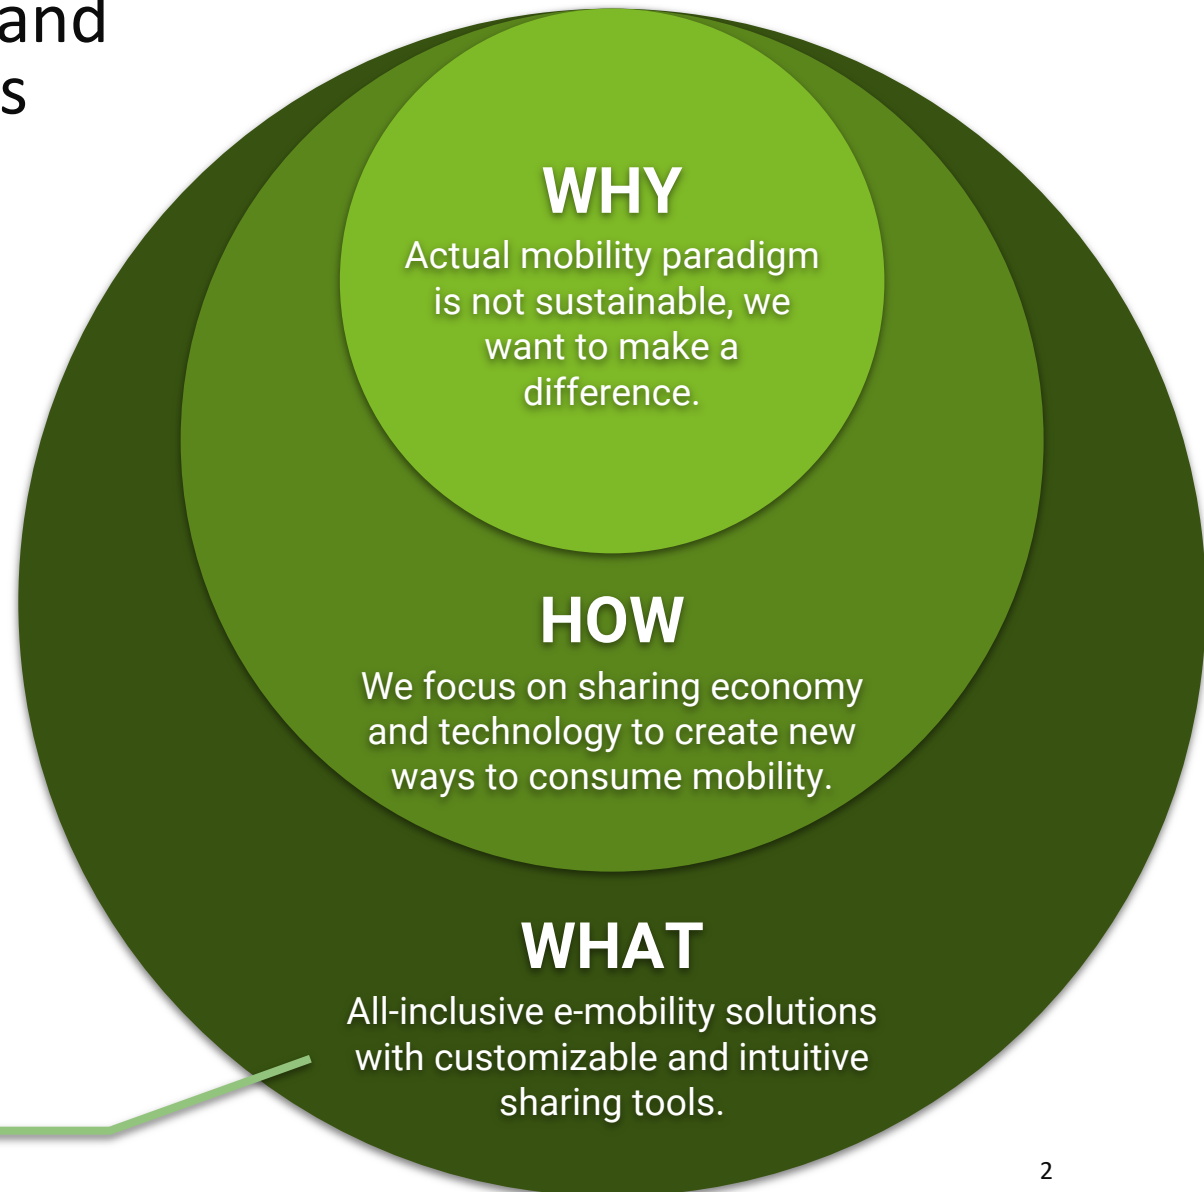 and
s
WHY
Actual mobility paradigm
is not sustainable, we
want to make a
difference.
HOW
We focus on sharing economy
and technology to create new
ways to consume mobility.
WHAT
All-inclusive e-mobility solutions
with customizable and intuitive
sharing tools.
2